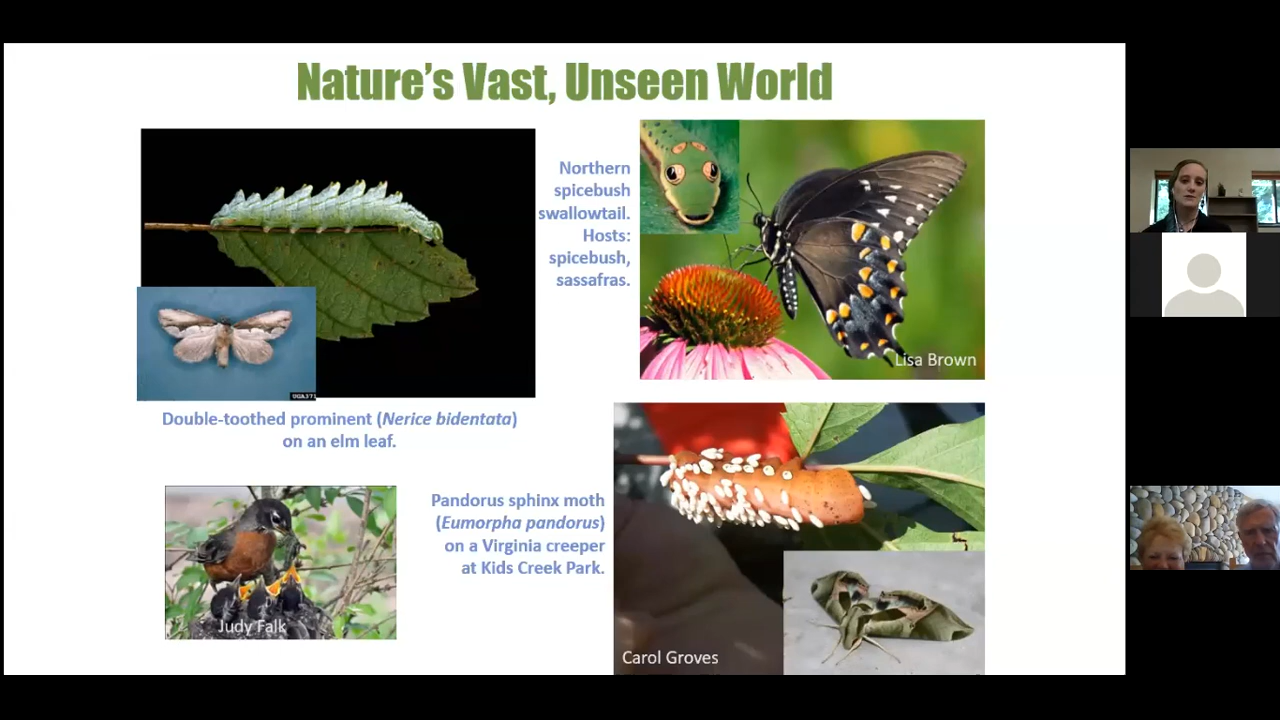 Nature's Vast, Unseen World
Northern
spicebush
swallowtail.
Hosts:
spicebush,
sassafras.
Lisa Brown
UGA371
Double-toothed prominent (Nerice bidentata)
on an elm leaf.
Pandorus sphinx moth
(Eumorpha pandorus)
on a Virginia creeper
at Kids Creek Park.
Judy Falk
Carol Groves